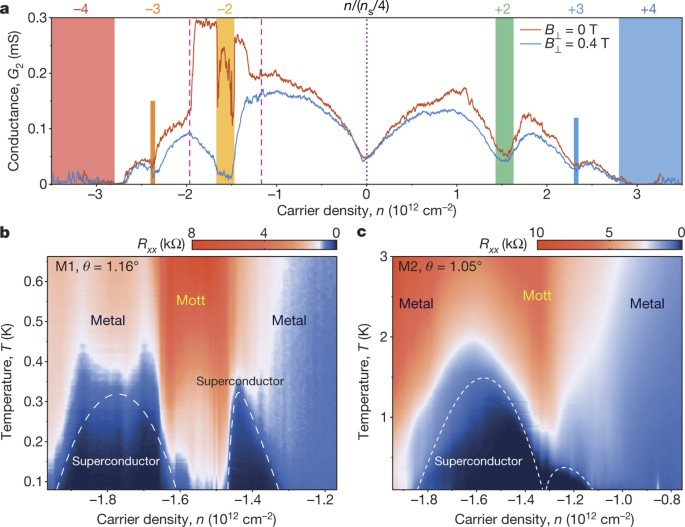 a
n/(nₛ/4)
−4 −3 −2 +2 +3 +4
Conductance, G₂ (mS)
0.3
0.2
0.1
0
B⊥ = 0 T
B⊥ = 0.4 T
−3 −2 −1 0 1 2 3
Carrier density, n (10¹² cm⁻²)
b
Rxx (kΩ)
8 4 0
M1, θ = 1.16°
Temperature, T (K)
0.6
0.5
0.4
0.3
0.2
0.1
Metal
Mott
Metal
Superconductor
Superconductor
−1.8 −1.6 −1.4 −1.2
Carrier density, n (10¹² cm⁻²)
c
Rxx (kΩ)
10 5 0
M2, θ = 1.05°
Temperature, T (K)
3
2
1
Metal
Mott
Metal
Superconductor
−1.8 −1.6 −1.4 −1.2 −1.0 −0.8
Carrier density, n (10¹² cm⁻²)